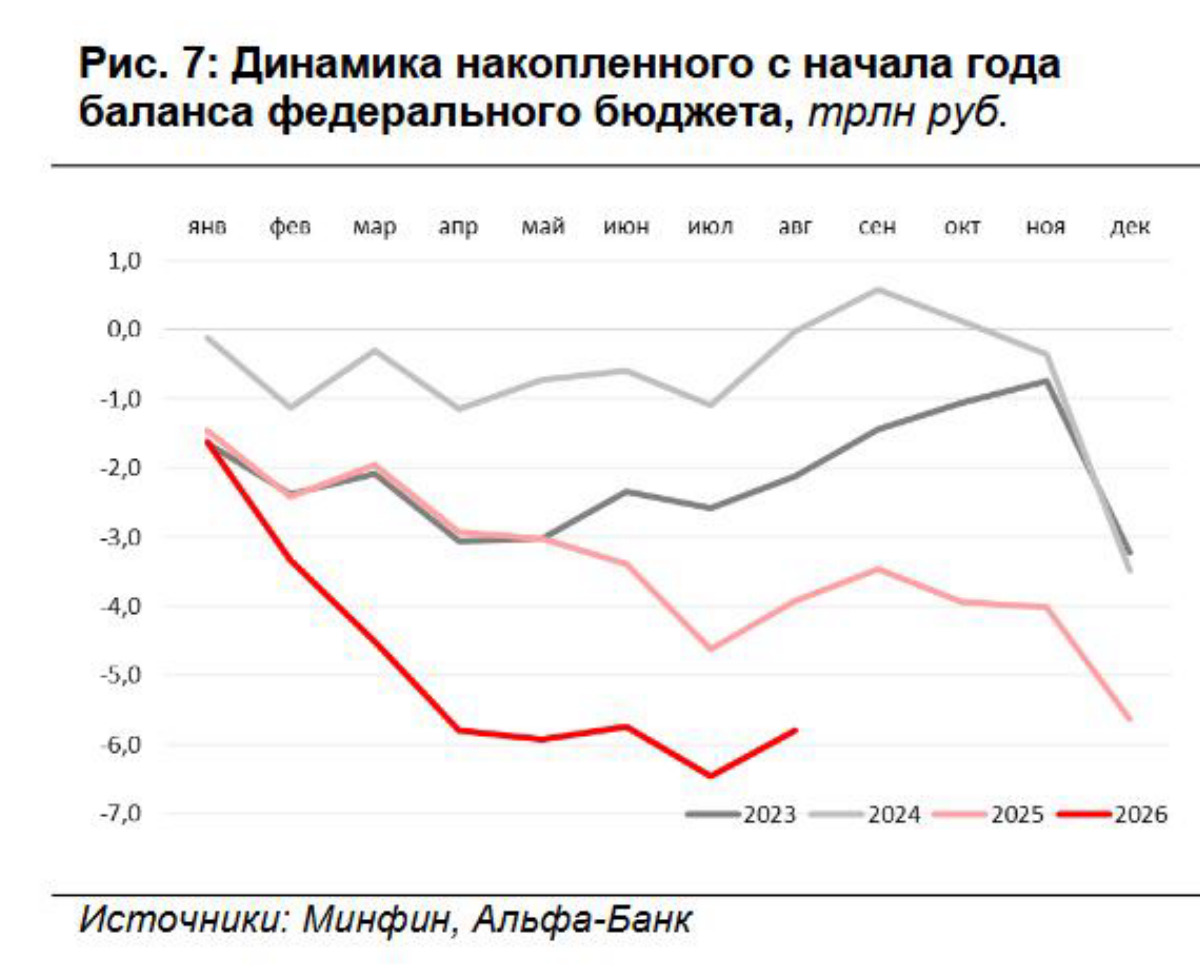 Рис. 7: Динамика накопленного с начала года
баланса федерального бюджета, трлн руб.
янв фев мар апр май июн июл авг сен окт ноя дек
1,0
0,0
-1,0
-2,0
-3,0
-4,0
-5,0
-6,0
-7,0
2023 2024 2025 2026
Источники: Минфин, Альфа-Банк